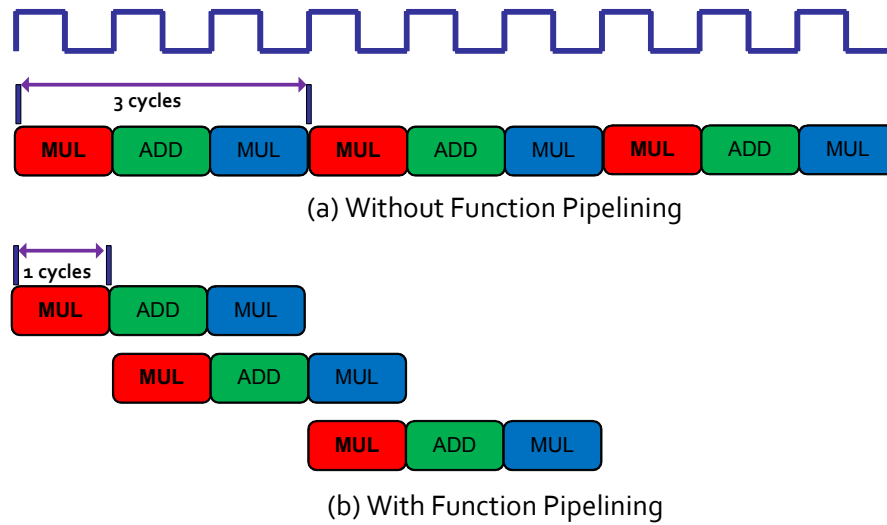 3 cycles
MUL ADD MUL MUL ADD MUL MUL ADD MUL
(a) Without Function Pipelining
1 cycles
MUL ADD MUL
MUL ADD MUL
MUL ADD MUL
(b) With Function Pipelining